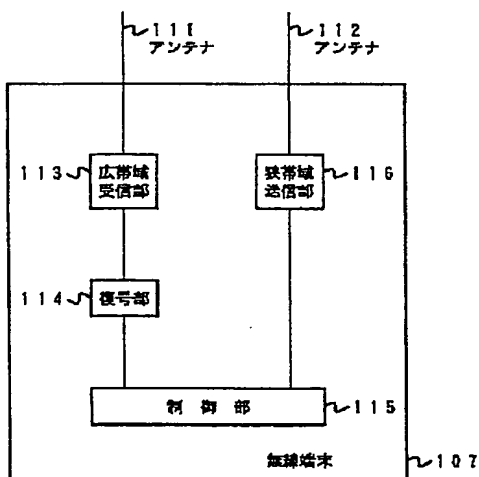 111
アンテナ
112
アンテナ
113
広帯域
受信部
狭帯域
送信部
116
114
復号部
制御部
115
無線端末
107